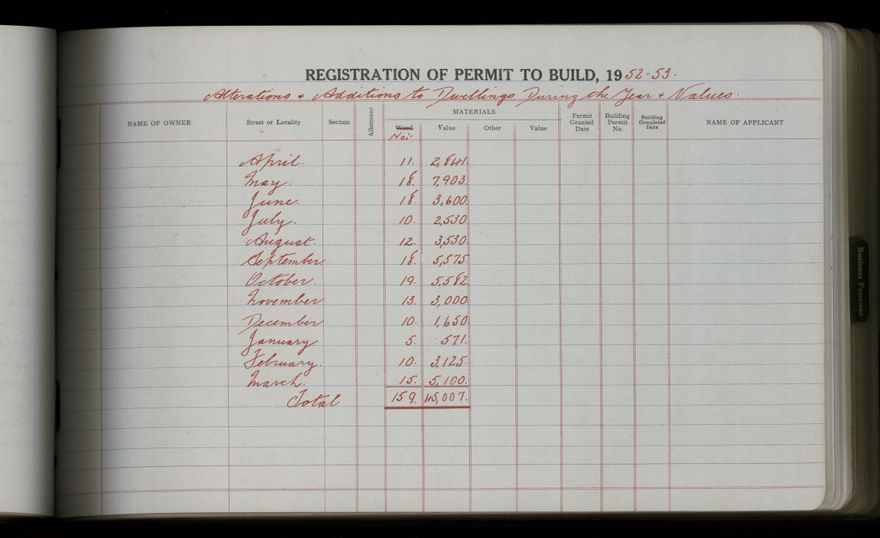 REGISTRATION OF PERMIT TO BUILD, 1952-53.
Alterations + Additions to Dwellings During the Year + Values.
NAME OF OWNER Street or Locality Section Allotment MATERIALS Permit Granted Date Building Permit No. Building Completed Date NAME OF APPLICANT
Wood Value Other Value
No:
April. 11. 2,841.
May. 18. 7,903.
June. 18. 3,600.
July. 10. 2,530.
August. 12. 3,530.
September. 18. 5,575.
October. 19. 5,582.
November 13. 3,000.
December 10. 1,650.
January 5. 571.
February. 10. 3,125.
March. 15. 5,100.
Total 159. 45,007.
Business Premises